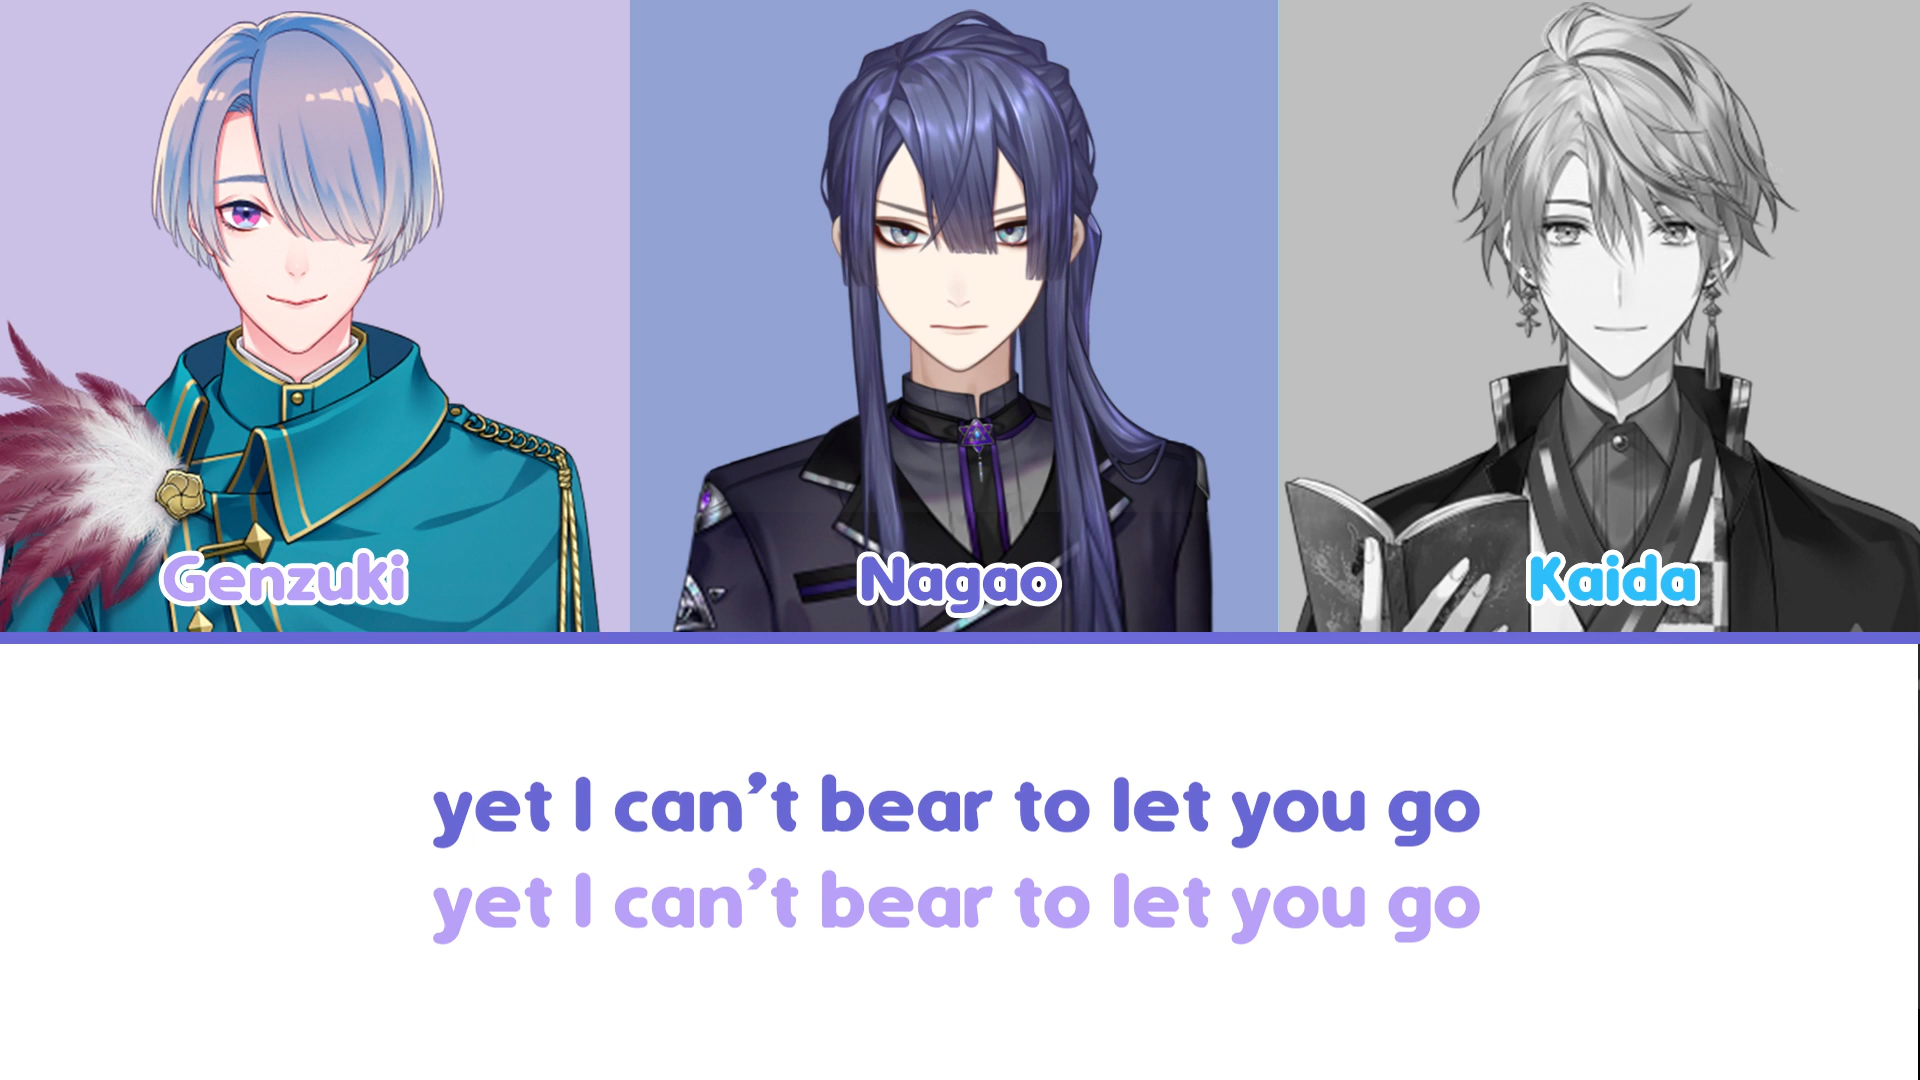 Genzuki
Nagao
Kaida
yet I can’t bear to let you go
yet I can’t bear to let you go